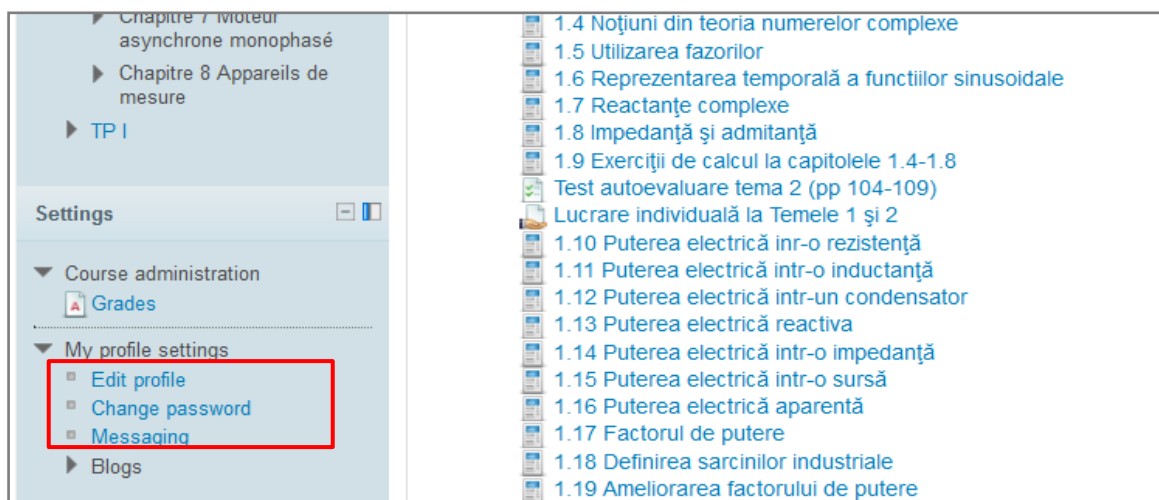 Chapitre 7 Moteur
asynchrone monophasé
Chapitre 8 Appareils de
mesure
TP I
Settings
Course administration
Grades
My profile settings
Edit profile
Change password
Messaging
Blogs
1.4 Noţiuni din teoria numerelor complexe
1.5 Utilizarea fazorilor
1.6 Reprezentarea temporală a functiilor sinusoidale
1.7 Reactanţe complexe
1.8 Impedanţă şi admitanţă
1.9 Exerciţii de calcul la capitolele 1.4-1.8
Test autoevaluare tema 2 (pp 104-109)
Lucrare individuală la Temele 1 şi 2
1.10 Puterea electrică inr-o rezistenţă
1.11 Puterea electrică intr-o inductanţă
1.12 Puterea electrică intr-un condensator
1.13 Puterea electrică reactiva
1.14 Puterea electrică intr-o impedanţă
1.15 Puterea electrică intr-o sursă
1.16 Puterea electrică aparentă
1.17 Factorul de putere
1.18 Definirea sarcinilor industriale
1.19 Ameliorarea factorului de putere